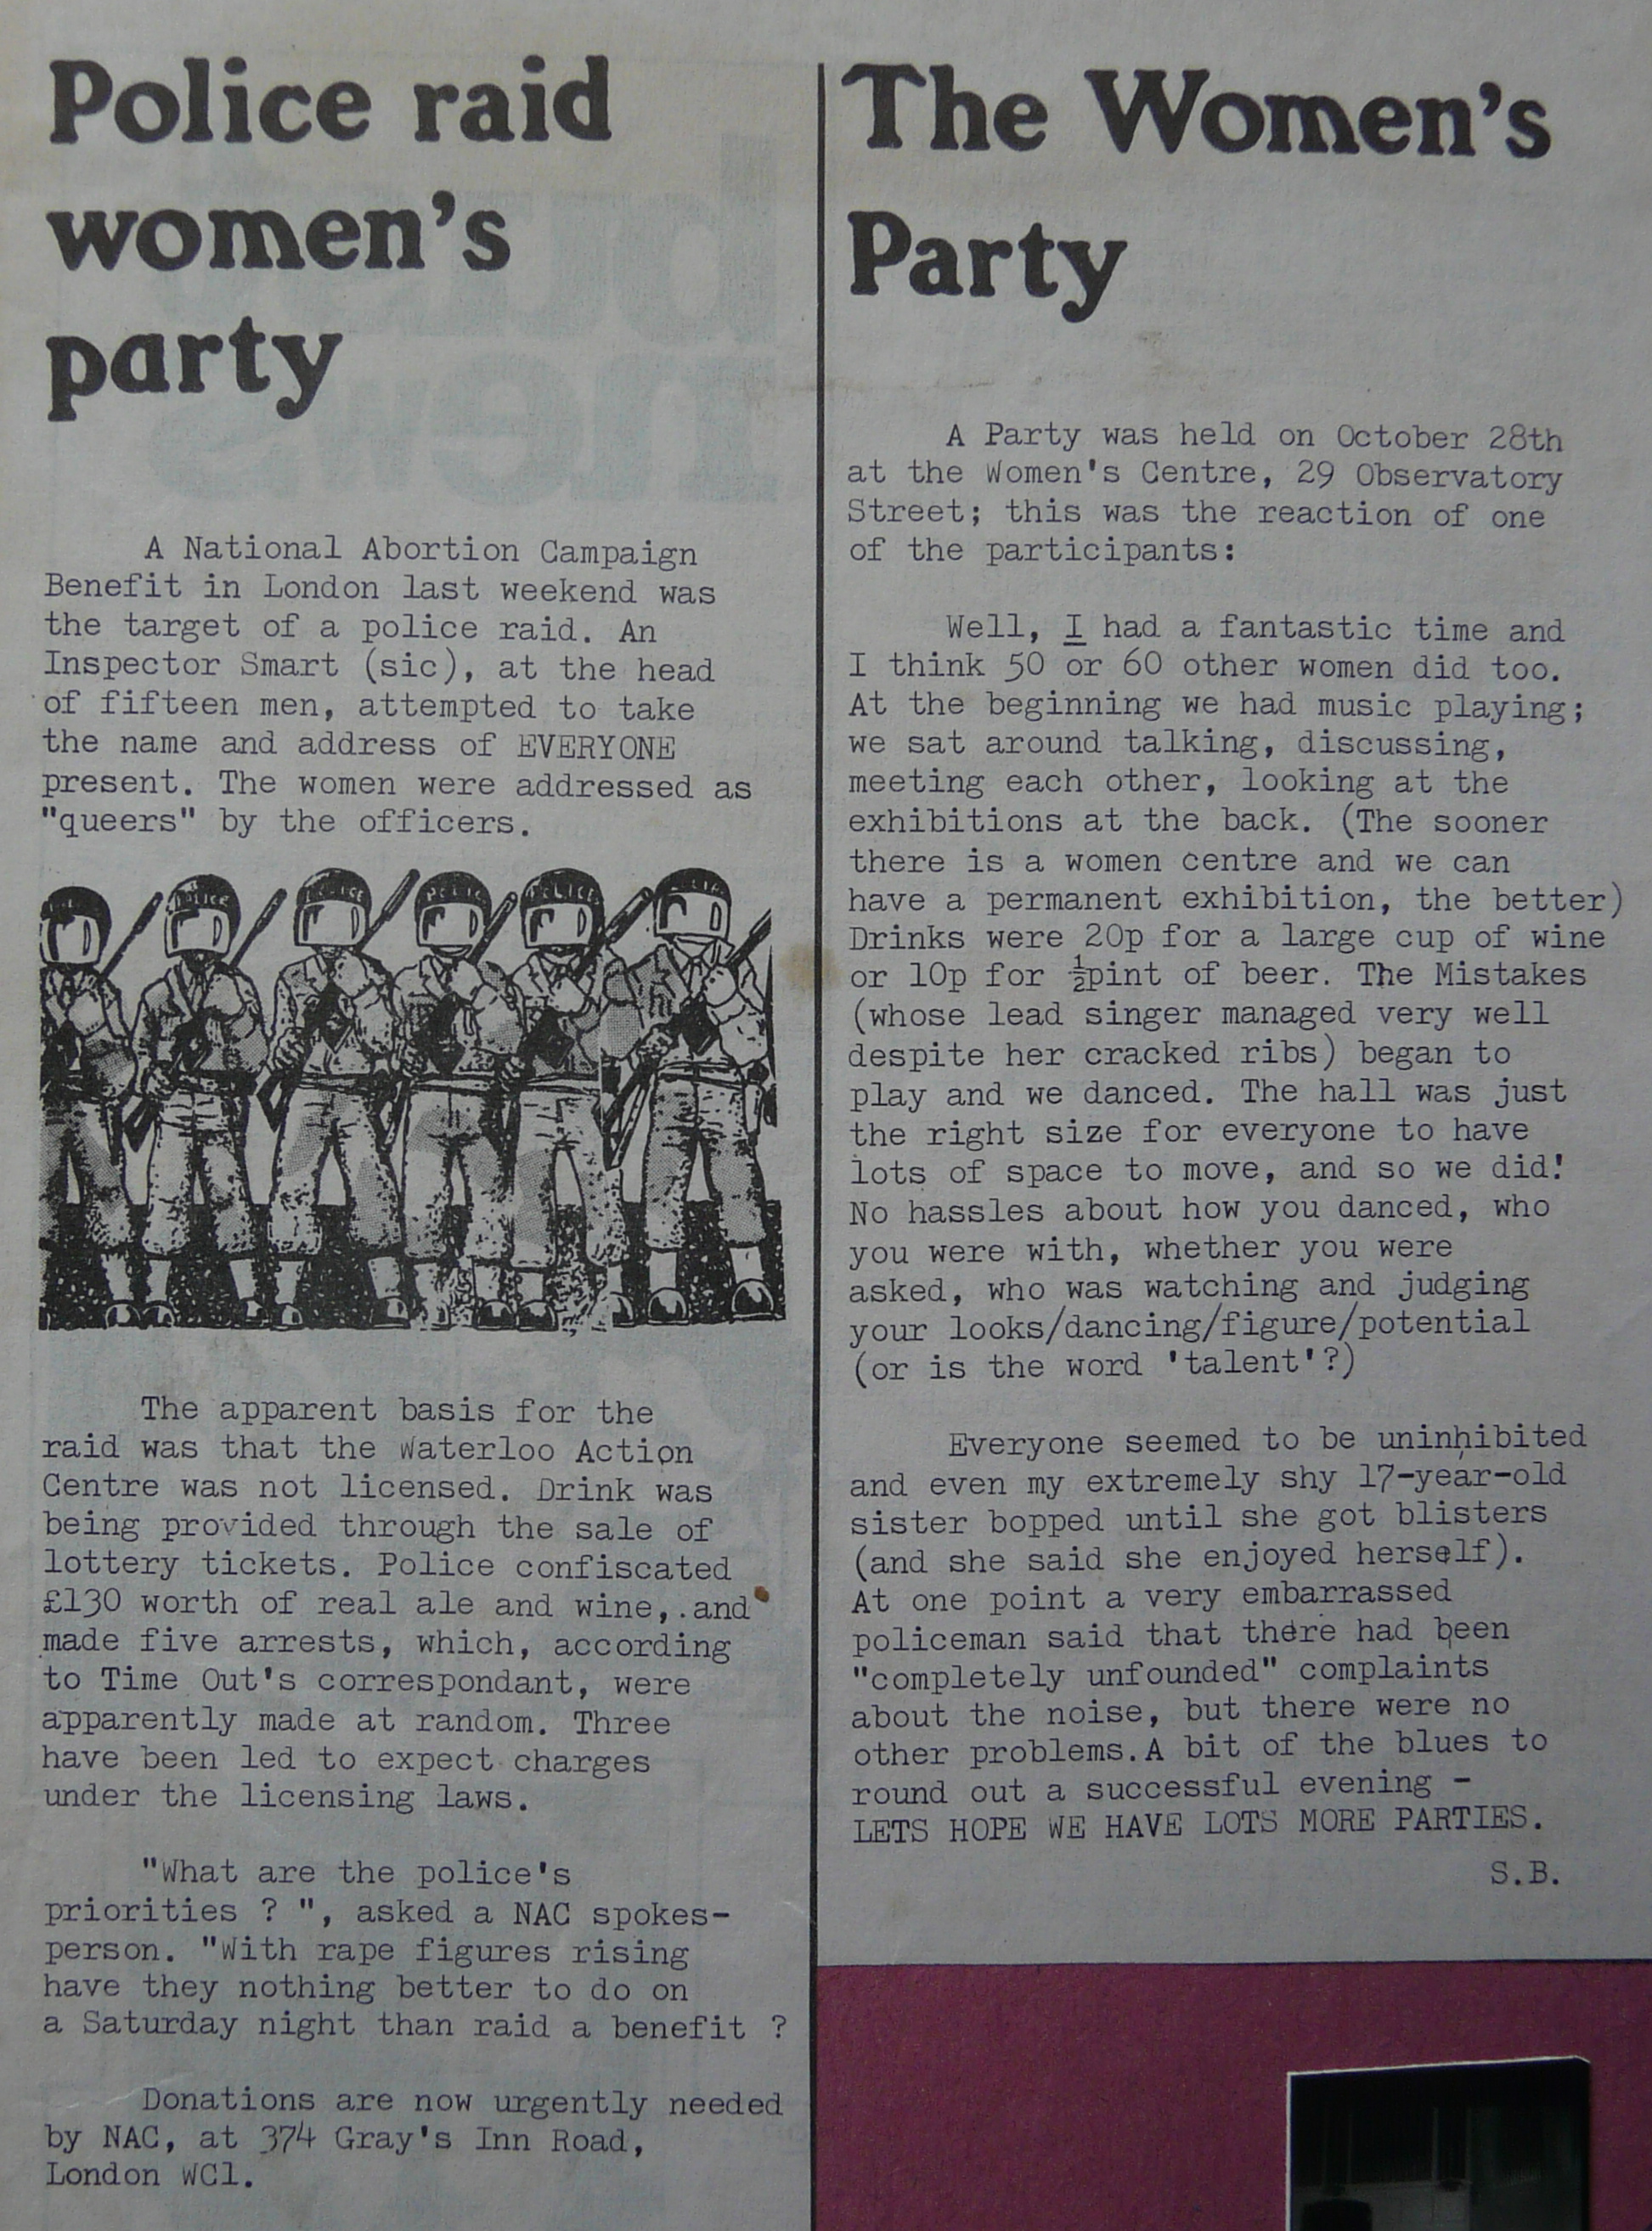 Police raid
women's
party
A National Abortion Campaign
Benefit in London last weekend was
the target of a police raid. An
Inspector Smart (sic), at the head
of fifteen men, attempted to take
the name and address of EVERYONE
present. The women were addressed as
"queers" by the officers.
POLICE
POLICE
POLICE
POLICE
The apparent basis for the
raid was that the Waterloo Action
Centre was not licensed. Drink was
being provided through the sale of
lottery tickets. Police confiscated
£130 worth of real ale and wine,.and
made five arrests, which, according
to Time Out's correspondant, were
apparently made at random. Three
have been led to expect charges
under the licensing laws.
"What are the police's
priorities ? ", asked a NAC spokes-
person. "With rape figures rising
have they nothing better to do on
a Saturday night than raid a benefit ?
Donations are now urgently needed
by NAC, at 374 Gray's Inn Road,
London WC1.
The Women's
Party
A Party was held on October 28th
at the Women's Centre, 29 Observatory
Street; this was the reaction of one
of the participants:
Well, I had a fantastic time and
I think 50 or 60 other women did too.
At the beginning we had music playing;
we sat around talking, discussing,
meeting each other, looking at the
exhibitions at the back. (The sooner
there is a women centre and we can
have a permanent exhibition, the better)
Drinks were 20p for a large cup of wine
or 10p for ½pint of beer. The Mistakes
(whose lead singer managed very well
despite her cracked ribs) began to
play and we danced. The hall was just
the right size for everyone to have
lots of space to move, and so we did!
No hassles about how you danced, who
you were with, whether you were
asked, who was watching and judging
your looks/dancing/figure/potential
(or is the word 'talent'?)
Everyone seemed to be uninhibited
and even my extremely shy 17-year-old
sister bopped until she got blisters
(and she said she enjoyed herself).
At one point a very embarrassed
policeman said that there had been
"completely unfounded" complaints
about the noise, but there were no
other problems.A bit of the blues to
round out a successful evening -
LETS HOPE WE HAVE LOTS MORE PARTIES.
S.B.